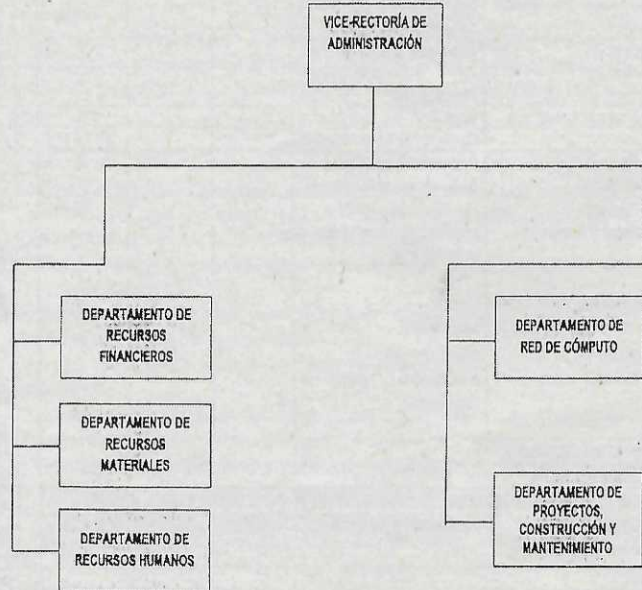 VICE-RECTORÍA DE
ADMINISTRACIÓN
DEPARTAMENTO DE
RECURSOS
FINANCIEROS
DEPARTAMENTO DE
RECURSOS
MATERIALES
DEPARTAMENTO DE
RECURSOS HUMANOS
DEPARTAMENTO DE
RED DE CÓMPUTO
DEPARTAMENTO DE
PROYECTOS,
CONSTRUCCIÓN Y
MANTENIMIENTO